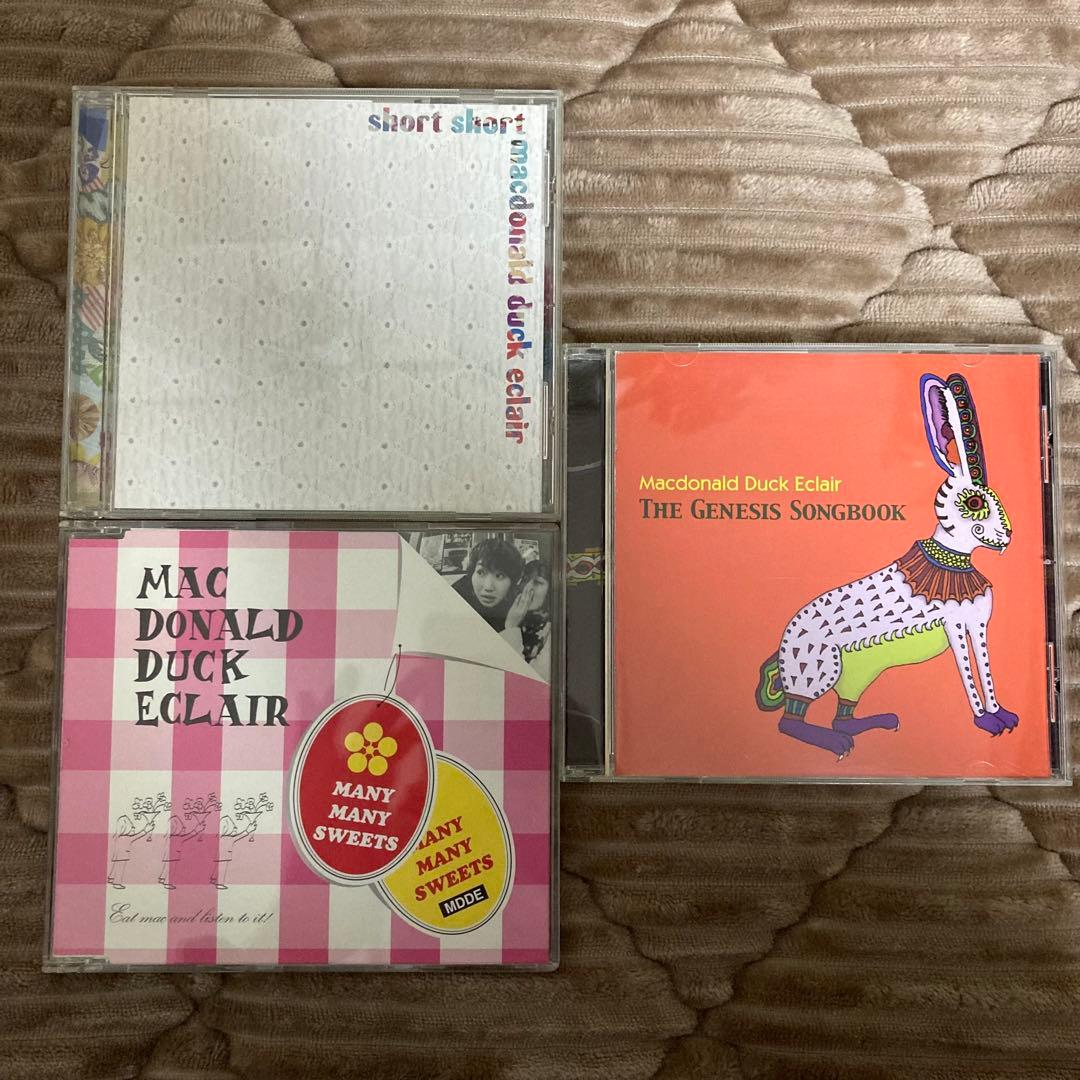 short short
macdonald duck eclair
MAC
DONALD
DUCK
ECLAIR
MANY
MANY
SWEETS
MANY
MANY
SWEETS
MDDE
Eat mac and listen to it!
Macdonald Duck Eclair
THE GENESIS SONGBOOK